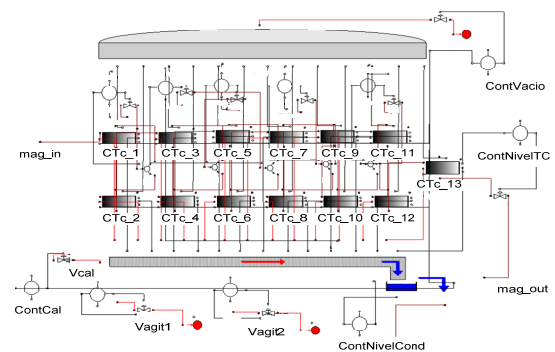 ContVacio
CTc_1 CTc_3 CTc_5 CTc_7 CTc_9 CTc_11
mag_in
ContNivelTC
CTc_13
CTc_2 CTc_4 CTc_6 CTc_8 CTc_10 CTc_12
Vcal
mag_out
ContCal
Vagit1 Vagit2 ContNivelCond